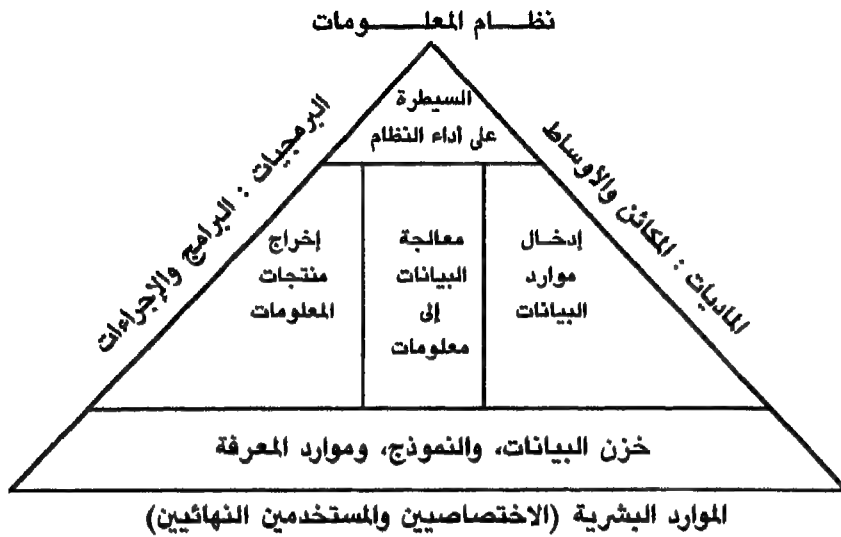 نظام المعلومات
السيطرة
على أداء النظام
الماديات : المكائن والأوساط
البرمجيات : البرامج والإجراءات
إدخال
موارد
البيانات
معالجة
البيانات
إلى
معلومات
إخراج
منتجات
المعلومات
خزن البيانات، والنموذج، وموارد المعرفة
الموارد البشرية (الاختصاصيين والمستخدمين النهائيين)